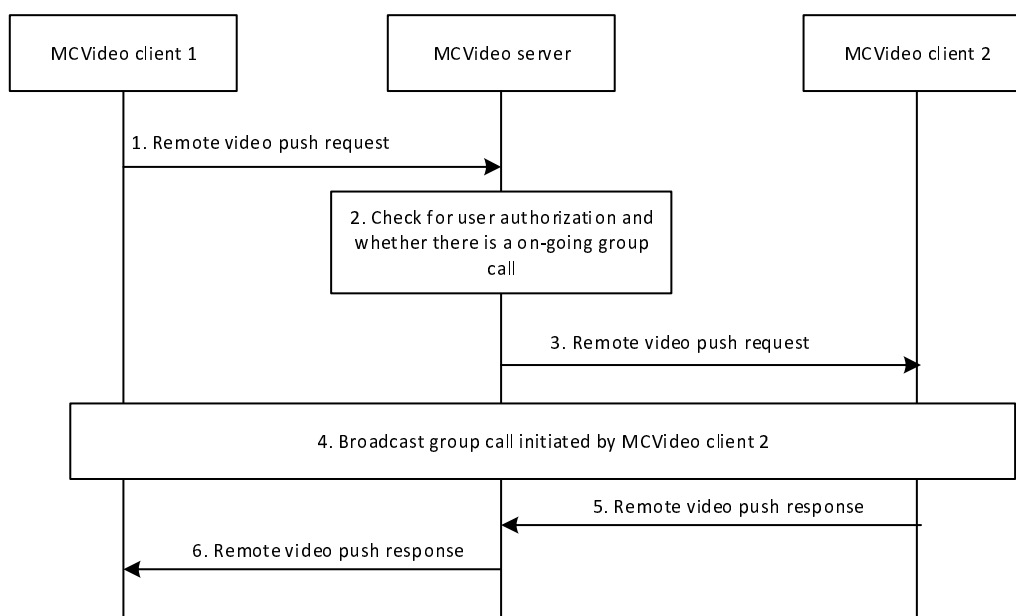 MCVideo client 1
MCVideo server
MCVideo client 2
1. Remote video push request
2. Check for user authorization and
whether there is a on-going group
call
3. Remote video push request
4. Broadcast group call initiated by MCVideo client 2
5. Remote video push response
6. Remote video push response